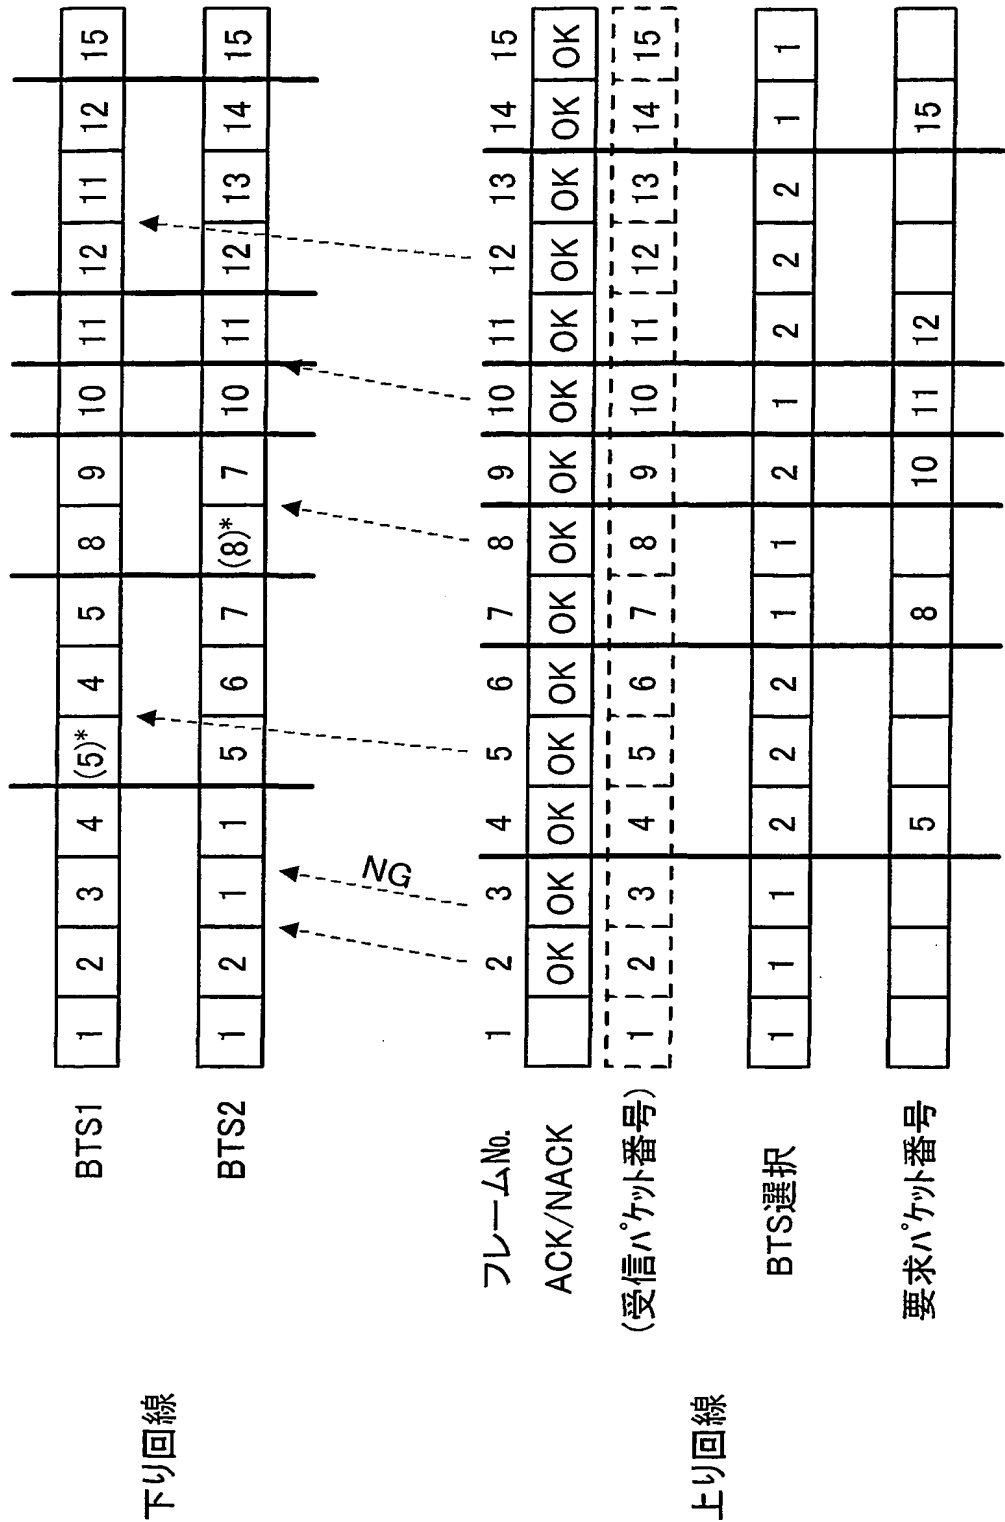 下り回線
BTS1 1 2 3 4 (5)* 4 5 8 9 10 11 12 11 12 15
BTS2 1 2 1 1 5 6 7 (8)* 7 10 11 12 13 14 15
NG
上り回線
フレームNo. 1 2 3 4 5 6 7 8 9 10 11 12 13 14 15
ACK/NACK OK OK OK OK OK OK OK OK OK OK OK OK OK OK
(受信パケット番号) 1 2 3 4 5 6 7 8 9 10 11 12 13 14 15
BTS選択 1 1 1 2 2 2 1 1 2 1 2 2 2 1 1
要求パケット番号 5 8 10 11 12 15